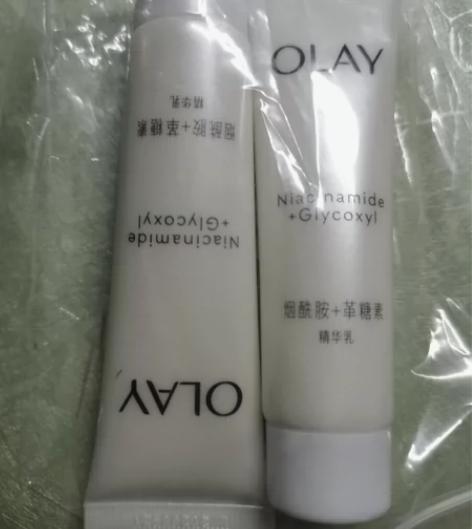 OLAY
Niacinamide
+Glycoxyl
烟酰胺+革糖素
精华乳
OLAY
Niacinamide
+Glycoxyl
烟酰胺+革糖素
精华乳